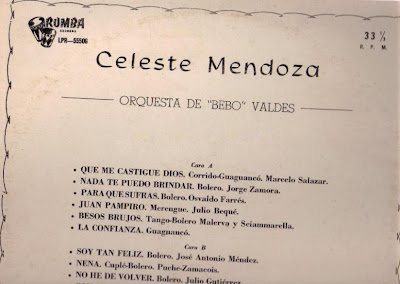 RUMBA
RECORDS
LPR—55506
33 ⅓
R. P. M.
Celeste Mendoza
ORQUESTA DE "BEBO" VALDES
Cara A
• QUE ME CASTIGUE DIOS. Corrido-Guaguancó. Marcelo Salazar.
• NADA TE PUEDO BRINDAR. Bolero. Jorge Zamora.
• PARA QUE SUFRAS. Bolero. Osvaldo Farrés.
• JUAN PAMPIRO. Merengue. Julio Bequé.
• BESOS BRUJOS. Tango-Bolero Malerva y Sciammarella.
• LA CONFIANZA. Guaguancó.
Cara B
• SOY TAN FELIZ. Bolero. José Antonio Méndez.
• NENA. Cuplé-Bolero. Puche-Zamacois.
• NO HE DE VOLVER. Bolero. Julio Gutiérrez.